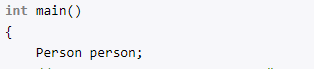 int main()
{
    Person person;